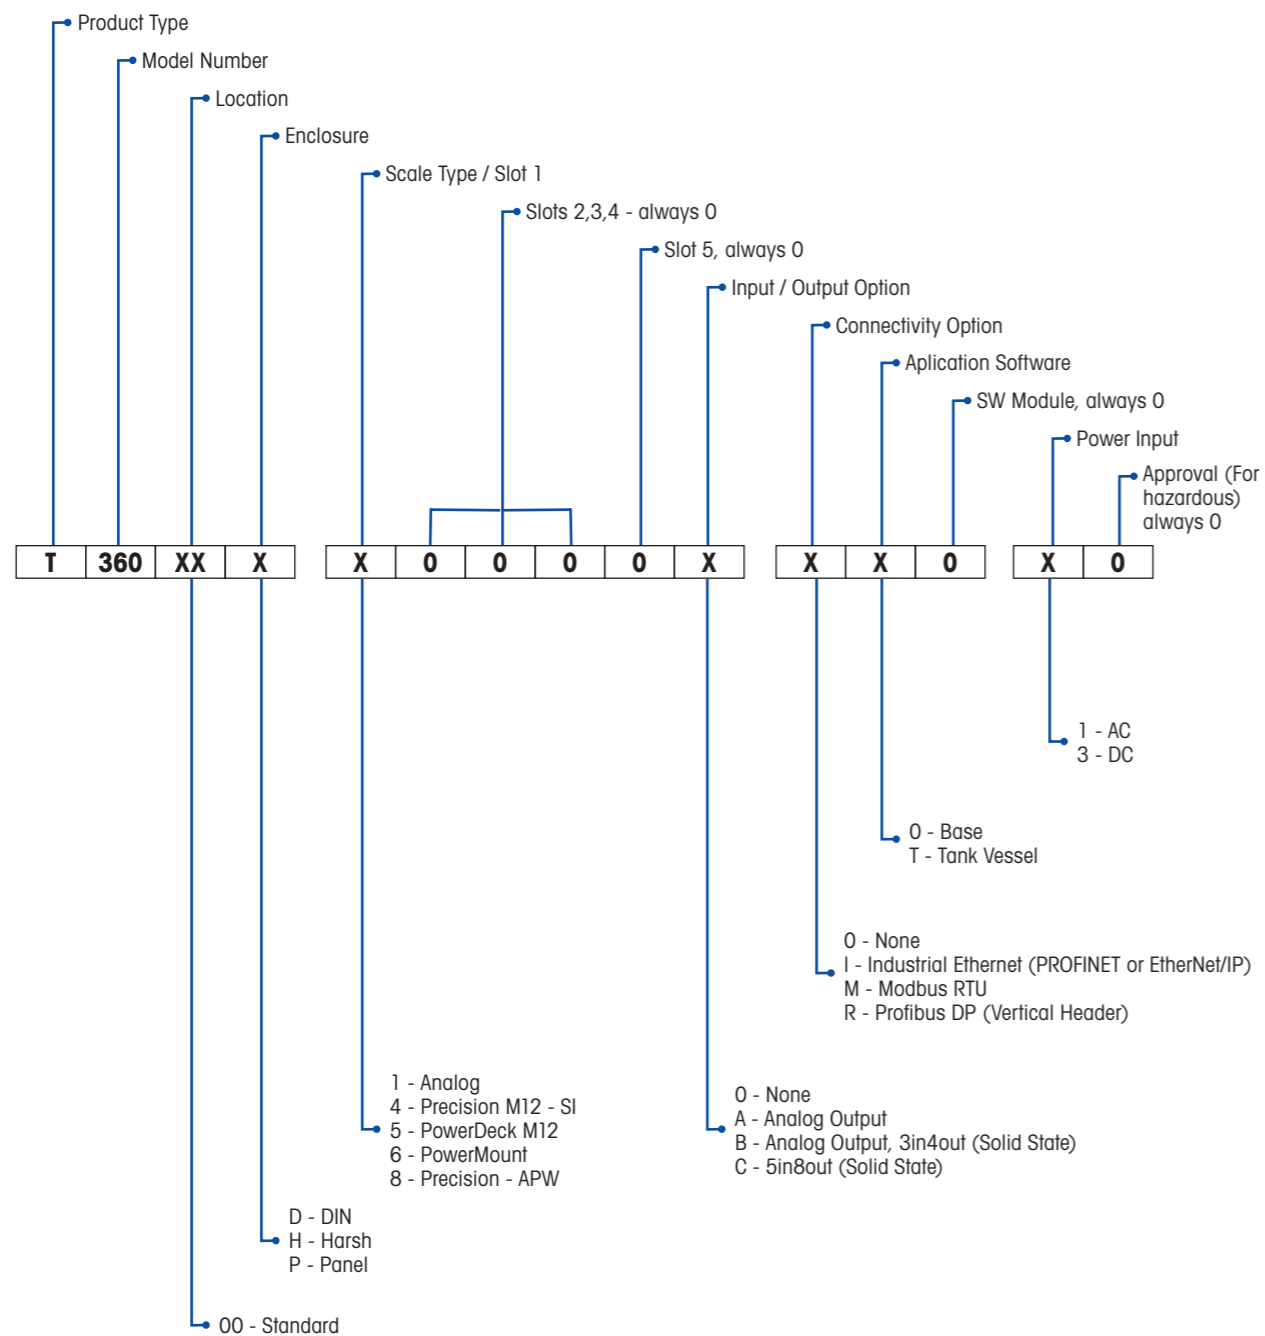 Product Type
Model Number
Location
Enclosure
Scale Type / Slot 1
Slots 2,3,4 - always 0
Slot 5, always 0
Input / Output Option
Connectivity Option
Aplication Software
SW Module, always 0
Power Input
Approval (For
hazardous)
always 0
T 360 XX X X 0 0 0 0 X X X 0 X 0
1 - AC
3 - DC
0 - Base
T - Tank Vessel
0 - None
I - Industrial Ethernet (PROFINET or EtherNet/IP)
M - Modbus RTU
R - Profibus DP (Vertical Header)
1 - Analog
4 - Precision M12 - SI
5 - PowerDeck M12
6 - PowerMount
8 - Precision - APW
0 - None
A - Analog Output
B - Analog Output, 3in4out (Solid State)
C - 5in8out (Solid State)
D - DIN
H - Harsh
P - Panel
00 - Standard